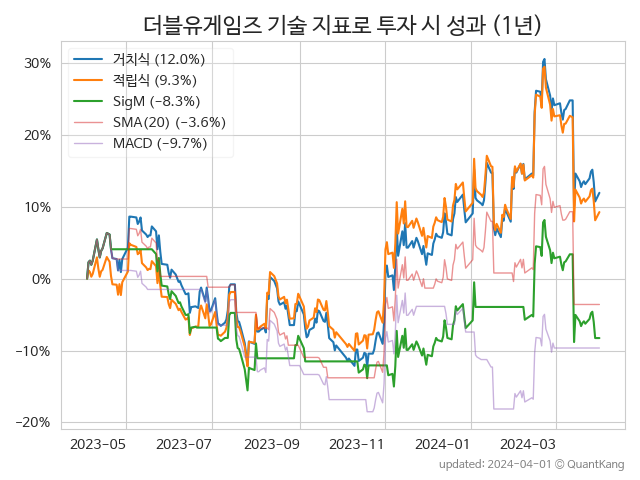 더블유게임즈 기술 지표로 투자 시 성과 (1년)
거치식 (12.0%)
적립식 (9.3%)
SigM (−8.3%)
SMA(20) (−3.6%)
MACD (−9.7%)
30%
20%
10%
0%
−10%
−20%
2023-05 2023-07 2023-09 2023-11 2024-01 2024-03
updated: 2024-04-01 © QuantKang